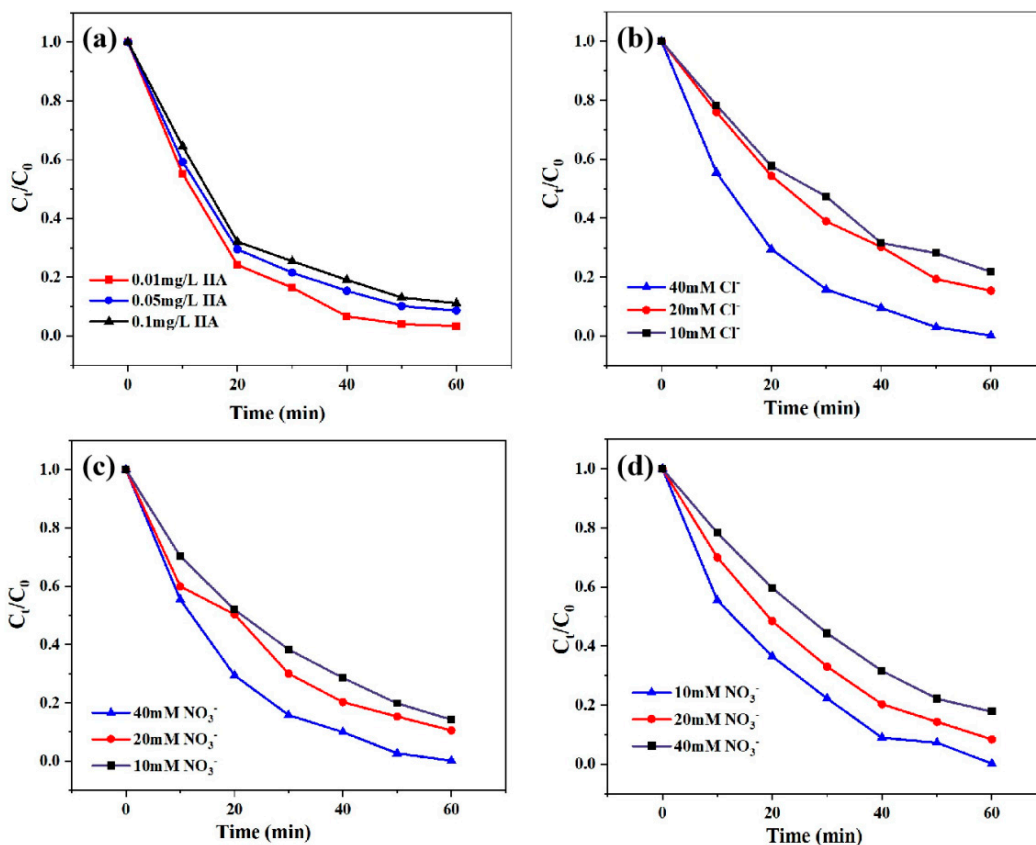 (a)
1.0
0.8
0.6
0.4
0.2
0.0
Ct/C0
0.01mg/L HA
0.05mg/L HA
0.1mg/L HA
0 20 40 60
Time (min)
(b)
1.0
0.8
0.6
0.4
0.2
0.0
Ct/C0
40mM Cl-
20mM Cl-
10mM Cl-
0 20 40 60
Time (min)
(c)
1.0
0.8
0.6
0.4
0.2
0.0
Ct/C0
40mM NO3-
20mM NO3-
10mM NO3-
0 20 40 60
Time (min)
(d)
1.0
0.8
0.6
0.4
0.2
0.0
Ct/C0
10mM NO3-
20mM NO3-
40mM NO3-
0 20 40 60
Time (min)